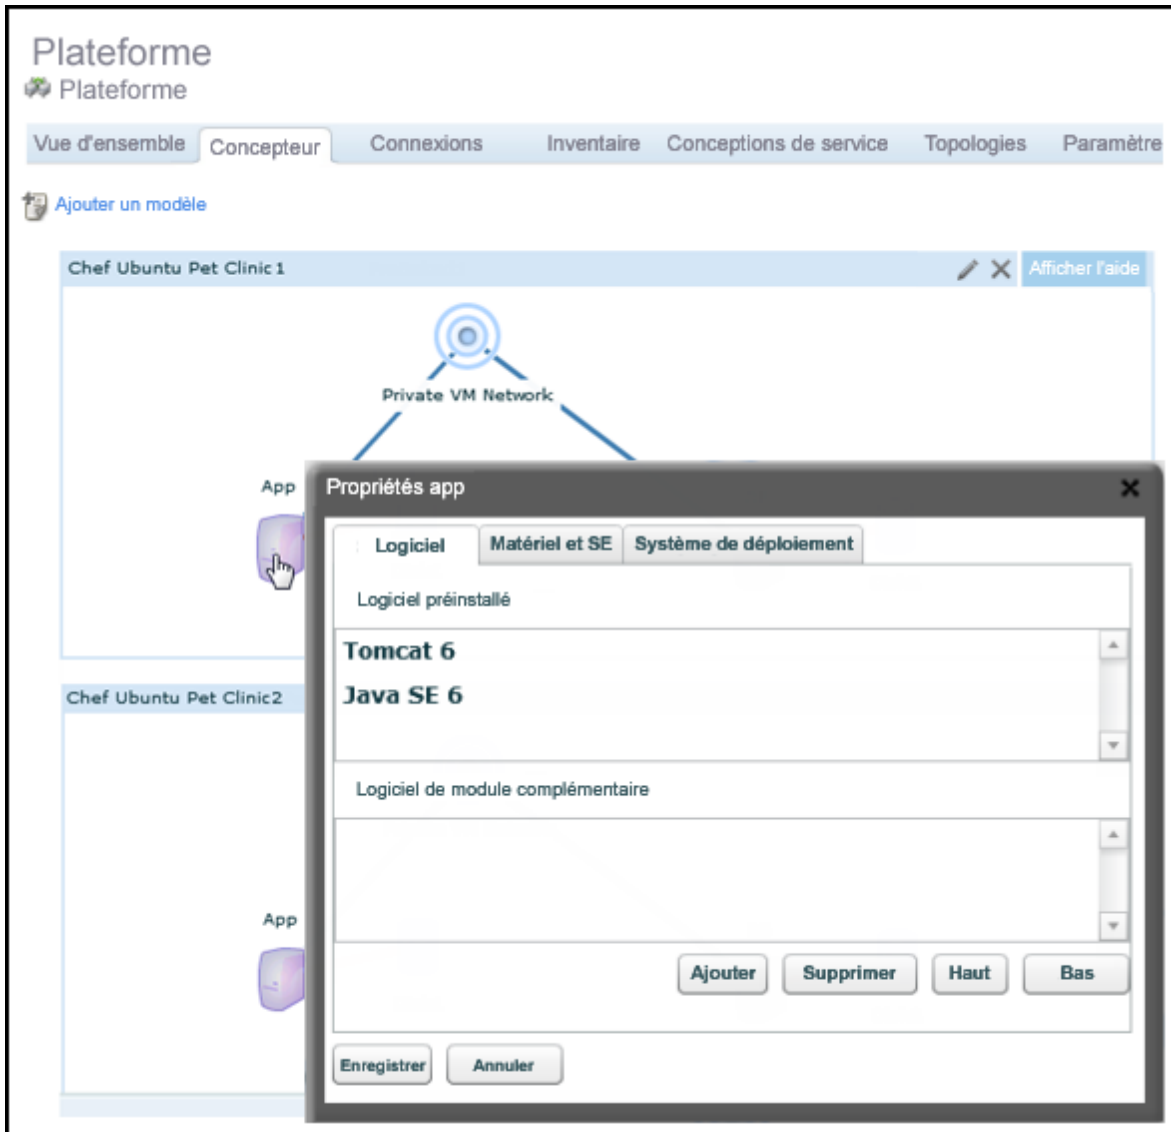 Plateforme
Plateforme
Vue d'ensemble Concepteur Connexions Inventaire Conceptions de service Topologies Paramètre
Ajouter un modèle
Chef Ubuntu Pet Clinic 1 Afficher l'aide
Private VM Network
App
Propriétés app
Logiciel Matériel et SE Système de déploiement
Logiciel préinstallé
Tomcat 6
Java SE 6
Chef Ubuntu Pet Clinic2
Logiciel de module complémentaire
App
Ajouter Supprimer Haut Bas
Enregistrer Annuler